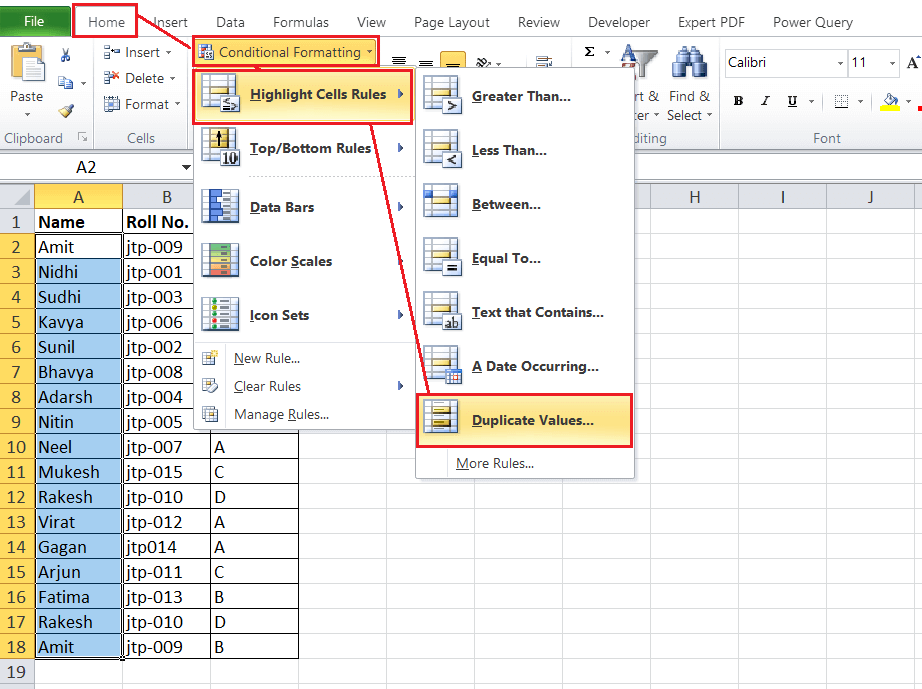 File Home Insert Data Formulas View Page Layout Review Developer Expert PDF Power Query
Paste
Clipboard
Insert
Delete
Format
Cells
Conditional Formatting
Σ
&
Find &
Select
Calibri 11 A
B I U
Font
A2
Highlight Cells Rules
Top/Bottom Rules
Data Bars
Color Scales
Icon Sets
New Rule...
Clear Rules
Manage Rules...
Greater Than...
Less Than...
Between...
Equal To...
Text that Contains...
A Date Occurring...
Duplicate Values...
More Rules...
A B H I J
1 Name Roll No.
2 Amit jtp-009
3 Nidhi jtp-001
4 Sudhi jtp-003
5 Kavya jtp-006
6 Sunil jtp-002
7 Bhavya jtp-008
8 Adarsh jtp-004
9 Nitin jtp-005
10 Neel jtp-007 A
11 Mukesh jtp-015 C
12 Rakesh jtp-010 D
13 Virat jtp-012 A
14 Gagan jtp014 A
15 Arjun jtp-011 C
16 Fatima jtp-013 B
17 Rakesh jtp-010 D
18 Amit jtp-009 B
19